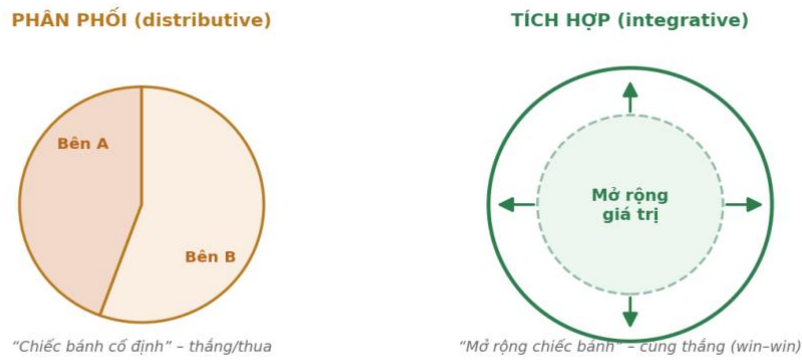 PHÂN PHỐI (distributive)
Bên A
Bên B
“Chiếc bánh cố định” – thắng/thua
TÍCH HỢP (integrative)
Mở rộng
giá trị
“Mở rộng chiếc bánh” – cùng thắng (win–win)